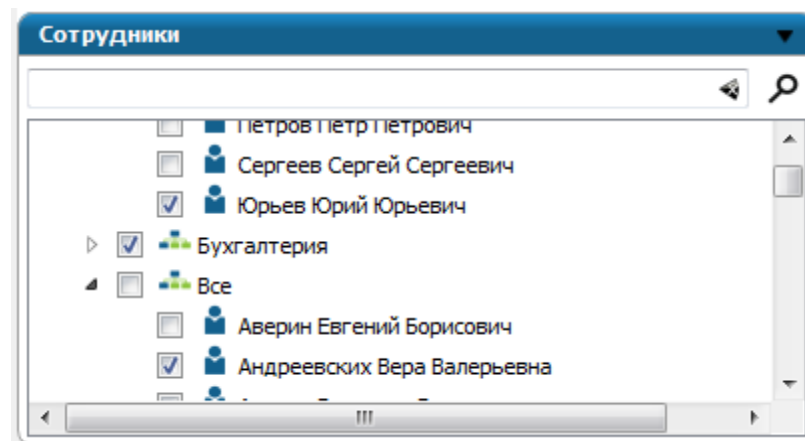 Сотрудники
Петров Петр Петрович
Сергеев Сергей Сергеевич
Юрьев Юрий Юрьевич
Бухгалтерия
Все
Аверин Евгений Борисович
Андреевских Вера Валерьевна